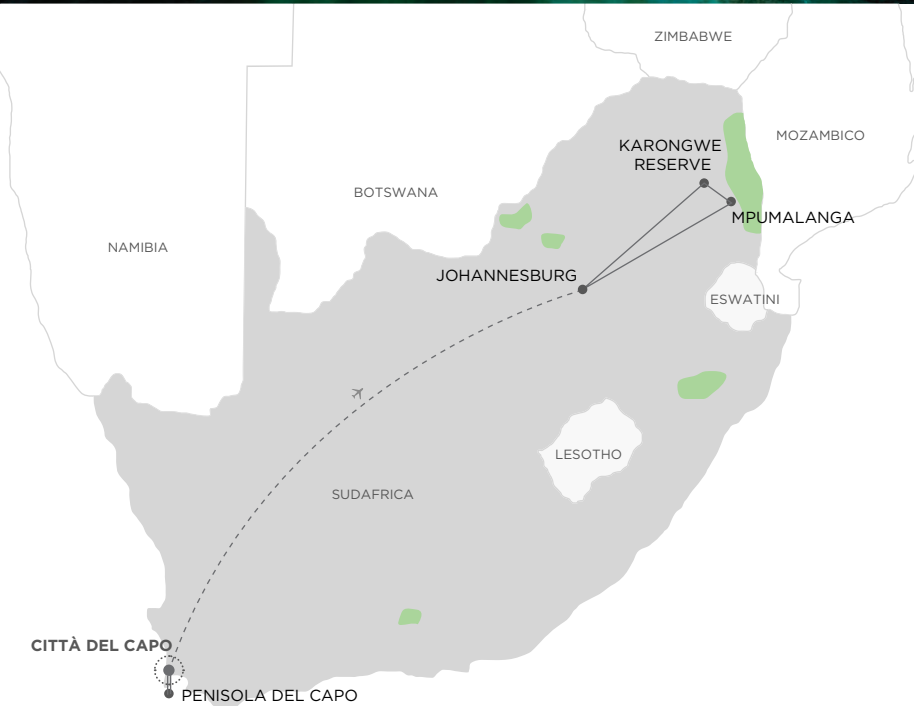 ZIMBABWE
MOZAMBICO
KARONGWE
RESERVE
BOTSWANA
MPUMALANGA
NAMIBIA
JOHANNESBURG
ESWATINI
LESOTHO
SUDAFRICA
CITTÀ DEL CAPO
PENISOLA DEL CAPO